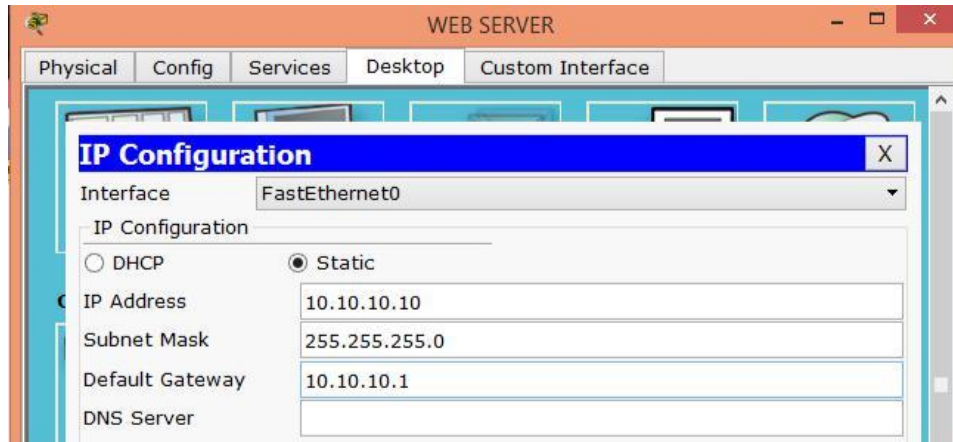 WEB SERVER
Physical Config Services Desktop Custom Interface
IP Configuration X
Interface FastEthernet0
IP Configuration
DHCP Static
IP Address 10.10.10.10
Subnet Mask 255.255.255.0
Default Gateway 10.10.10.1
DNS Server